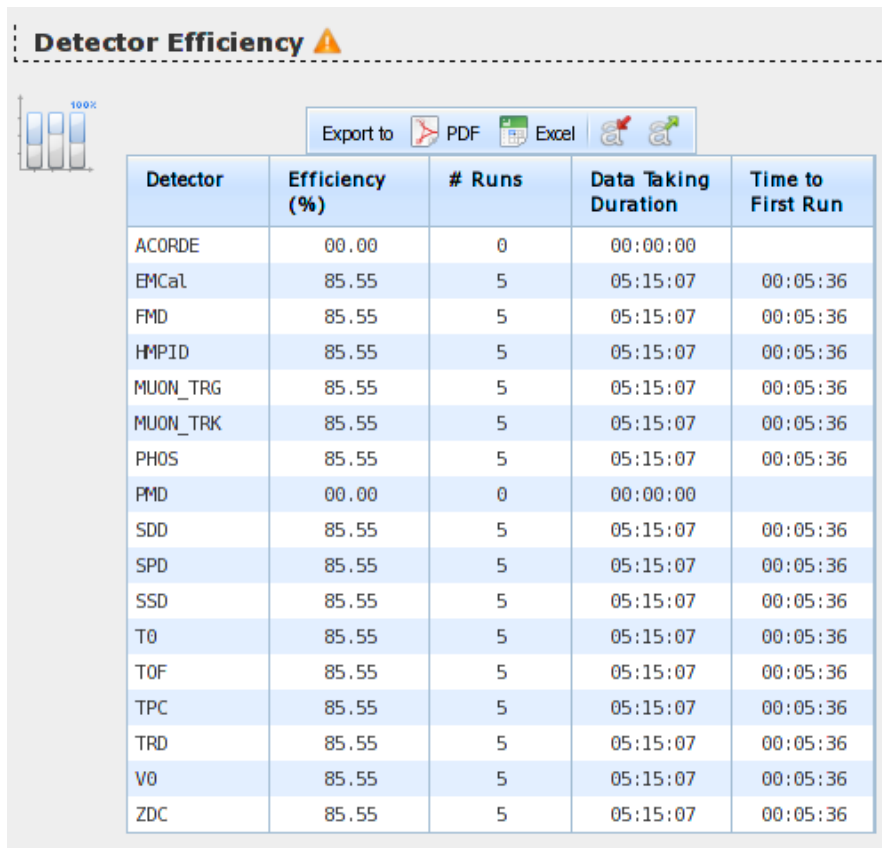 Detector Efficiency
100%
Export to PDF Excel
Detector Efficiency (%) # Runs Data Taking Duration Time to First Run
ACORDE 00.00 0 00:00:00
EMCal 85.55 5 05:15:07 00:05:36
FMD 85.55 5 05:15:07 00:05:36
HMPID 85.55 5 05:15:07 00:05:36
MUON_TRG 85.55 5 05:15:07 00:05:36
MUON_TRK 85.55 5 05:15:07 00:05:36
PHOS 85.55 5 05:15:07 00:05:36
PMD 00.00 0 00:00:00
SDD 85.55 5 05:15:07 00:05:36
SPD 85.55 5 05:15:07 00:05:36
SSD 85.55 5 05:15:07 00:05:36
T0 85.55 5 05:15:07 00:05:36
TOF 85.55 5 05:15:07 00:05:36
TPC 85.55 5 05:15:07 00:05:36
TRD 85.55 5 05:15:07 00:05:36
V0 85.55 5 05:15:07 00:05:36
ZDC 85.55 5 05:15:07 00:05:36